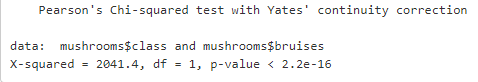 Pearson's Chi-squared test with Yates' continuity correction
data:  mushrooms$class and mushrooms$bruises
X-squared = 2041.4, df = 1, p-value < 2.2e-16